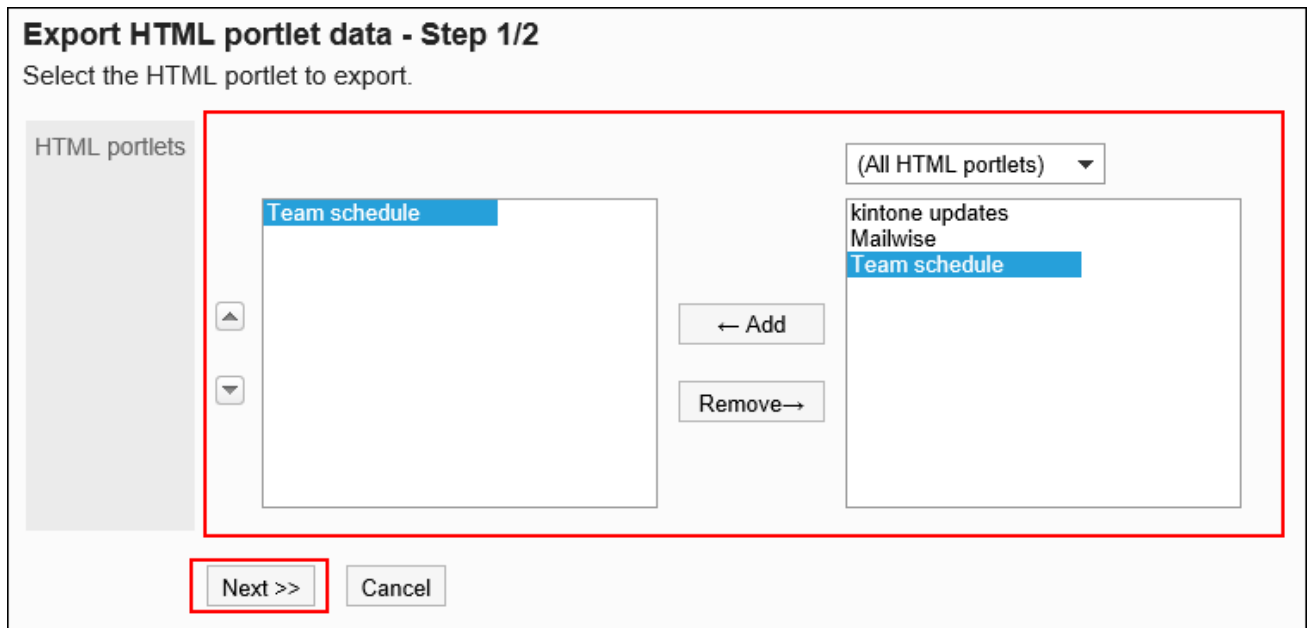 Export HTML portlet data - Step 1/2
Select the HTML portlet to export.
HTML portlets
(All HTML portlets)
Team schedule
kintone updates
Mailwise
Team schedule
← Add
Remove→
Next >>
Cancel